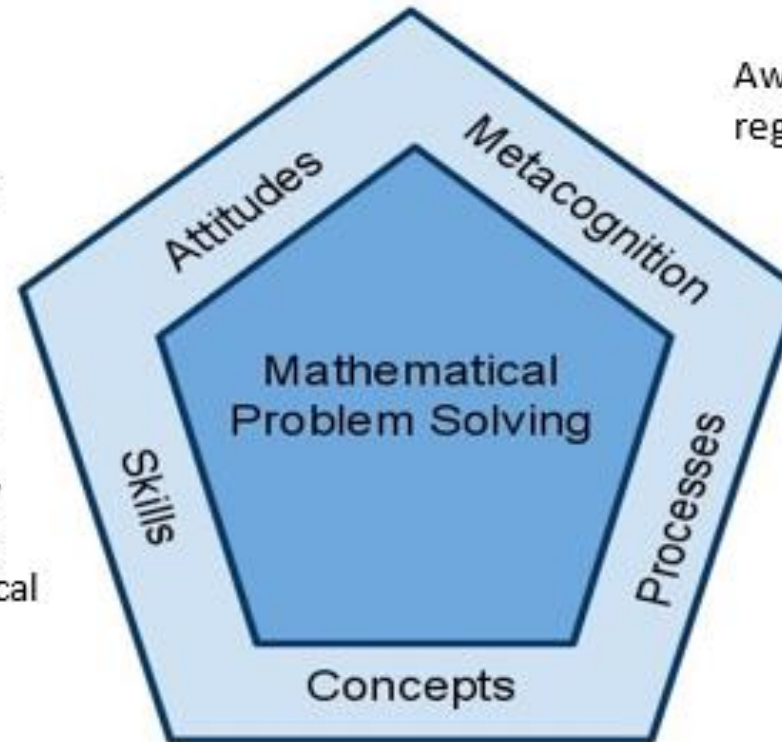 Attitudes
Metacognition
Mathematical
Problem Solving
Skills
Processes
Concepts